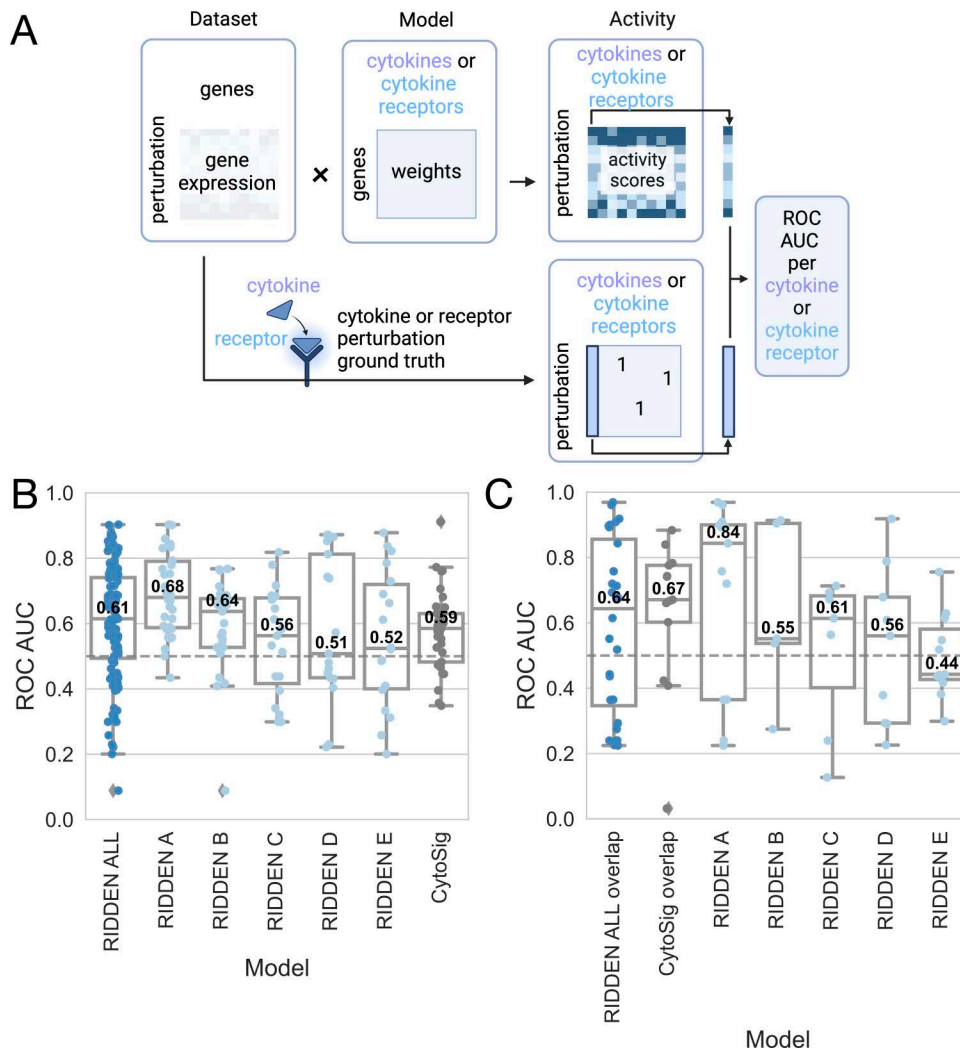 A
Dataset
Model
Activity
genes
perturbation
gene
expression
×
cytokines or
cytokine
receptors
genes
weights
cytokines or
cytokine
receptors
perturbation
activity
scores
cytokine
receptor
cytokine or receptor
perturbation
ground truth
cytokines or
cytokine
receptors
perturbation
1
1
1
ROC
AUC
per
cytokine
or
cytokine
receptor
B
ROC AUC
1.0
0.8
0.6
0.4
0.2
0.0
0.61
0.68
0.64
0.56
0.51
0.52
0.59
RIDDEN ALL
RIDDEN A
RIDDEN B
RIDDEN C
RIDDEN D
RIDDEN E
CytoSig
Model
C
ROC AUC
1.0
0.8
0.6
0.4
0.2
0.0
0.64
0.67
0.84
0.55
0.61
0.56
0.44
RIDDEN ALL overlap
CytoSig overlap
RIDDEN A
RIDDEN B
RIDDEN C
RIDDEN D
RIDDEN E
Model